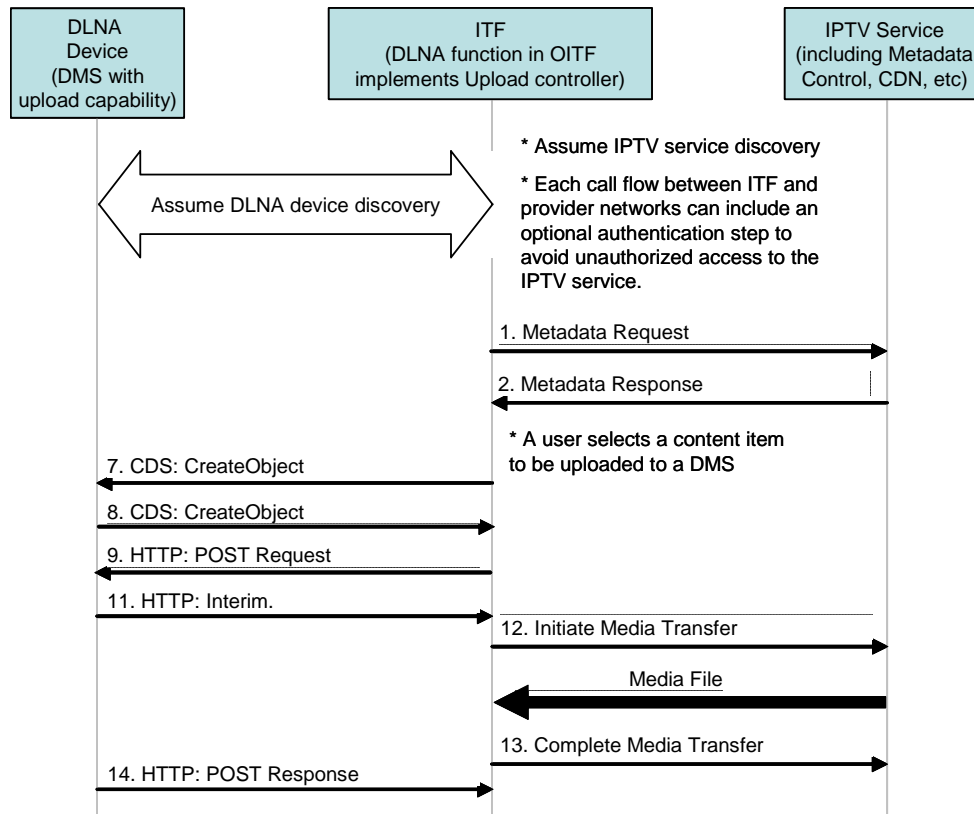 DLNA
Device
(DMS with
upload capability)
ITF
(DLNA function in OITF
implements Upload controller)
IPTV Service
(including Metadata
Control, CDN, etc)
Assume DLNA device discovery
* Assume IPTV service discovery
* Each call flow between ITF and
provider networks can include an
optional authentication step to
avoid unauthorized access to the
IPTV service.
1. Metadata Request
2. Metadata Response
* A user selects a content item
to be uploaded to a DMS
7. CDS: CreateObject
8. CDS: CreateObject
9. HTTP: POST Request
11. HTTP: Interim.
12. Initiate Media Transfer
Media File
13. Complete Media Transfer
14. HTTP: POST Response